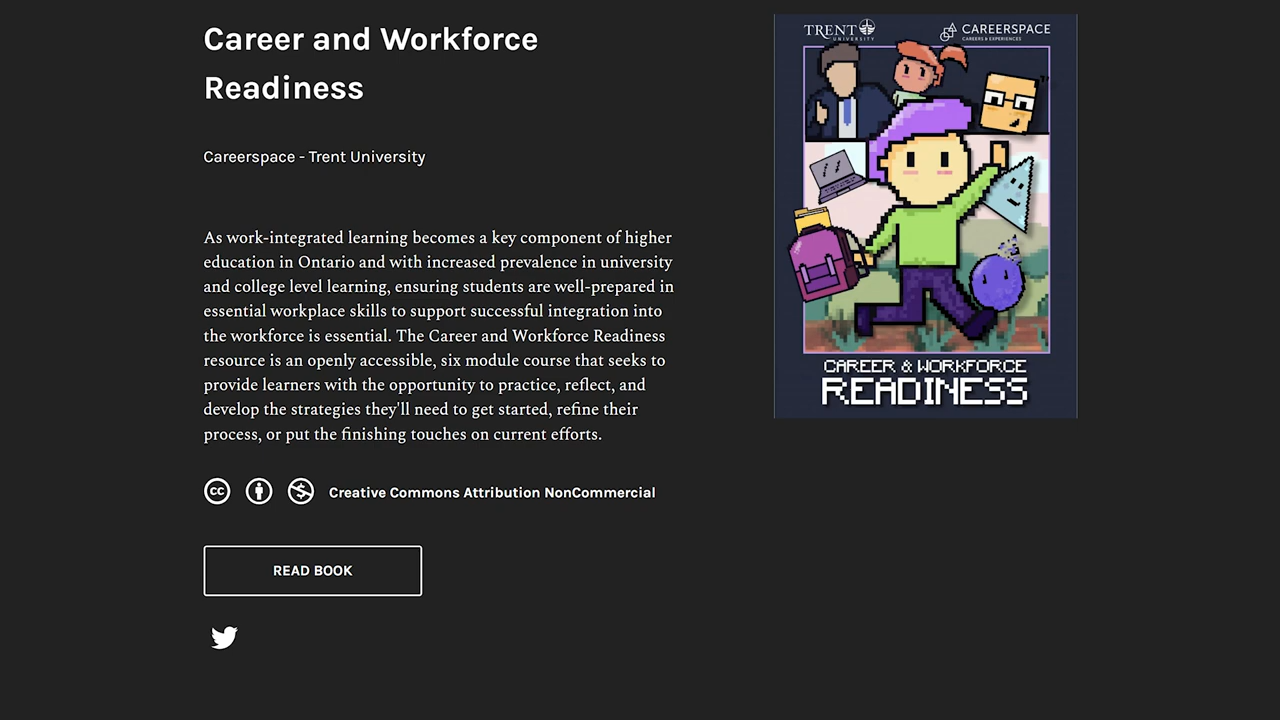 Career and Workforce
Readiness
Careerspace - Trent University
As work-integrated learning becomes a key component of higher
education in Ontario and with increased prevalence in university
and college level learning, ensuring students are well-prepared in
essential workplace skills to support successful integration into
the workforce is essential. The Career and Workforce Readiness
resource is an openly accessible, six module course that seeks to
provide learners with the opportunity to practice, reflect, and
develop the strategies they'll need to get started, refine their
process, or put the finishing touches on current efforts.
cc
Creative Commons Attribution NonCommercial
READ BOOK
TRENT
UNIVERSITY
CAREERSPACE
CAREERS & EXPERIENCES
CAREER & WORKFORCE
READINESS